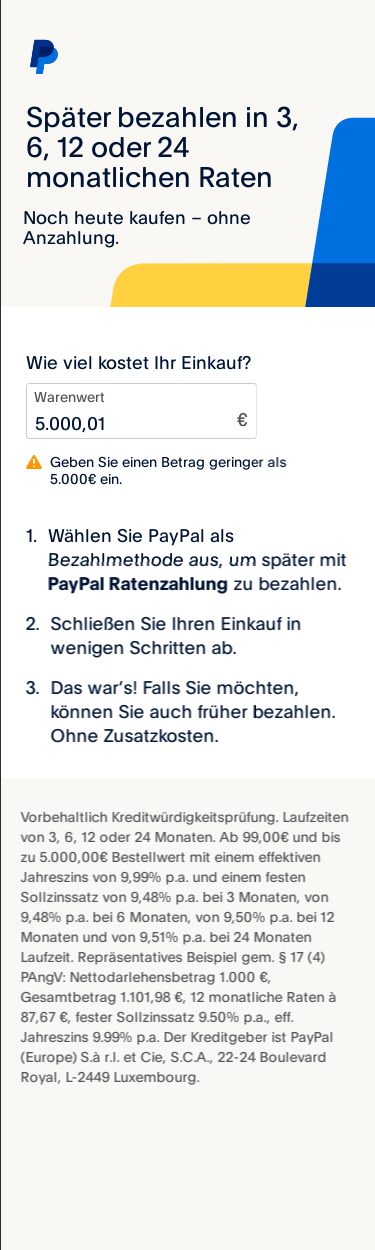 Später bezahlen in 3,
6, 12 oder 24
monatlichen Raten
Noch heute kaufen – ohne
Anzahlung.
Wie viel kostet Ihr Einkauf?
Warenwert
5.000,01 €
Geben Sie einen Betrag geringer als
5.000€ ein.
1. Wählen Sie PayPal als
Bezahlmethode aus, um später mit
PayPal Ratenzahlung zu bezahlen.
2. Schließen Sie Ihren Einkauf in
wenigen Schritten ab.
3. Das war’s! Falls Sie möchten,
können Sie auch früher bezahlen.
Ohne Zusatzkosten.
Vorbehaltlich Kreditwürdigkeitsprüfung. Laufzeiten
von 3, 6, 12 oder 24 Monaten. Ab 99,00€ und bis
zu 5.000,00€ Bestellwert mit einem effektiven
Jahreszins von 9,99% p.a. und einem festen
Sollzinssatz von 9,48% p.a. bei 3 Monaten, von
9,48% p.a. bei 6 Monaten, von 9,50% p.a. bei 12
Monaten und von 9,51% p.a. bei 24 Monaten
Laufzeit. Repräsentatives Beispiel gem. § 17 (4)
PAngV: Nettodarlehensbetrag 1.000 €,
Gesamtbetrag 1.101,98 €, 12 monatliche Raten à
87,67 €, fester Sollzinssatz 9.50% p.a., eff.
Jahreszins 9.99% p.a. Der Kreditgeber ist PayPal
(Europe) S.à r.l. et Cie, S.C.A., 22-24 Boulevard
Royal, L-2449 Luxembourg.